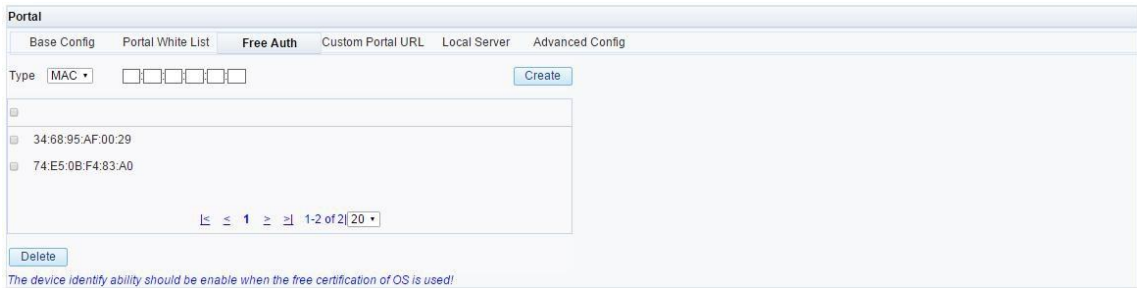 Portal
Base Config Portal White List Free Auth Custom Portal URL Local Server Advanced Config
Type MAC : : : : : Create
34:68:95:AF:00:29
74:E5:0B:F4:83:A0
|< < 1 > >| 1-2 of 2| 20
Delete
The device identify ability should be enable when the free certification of OS is used!